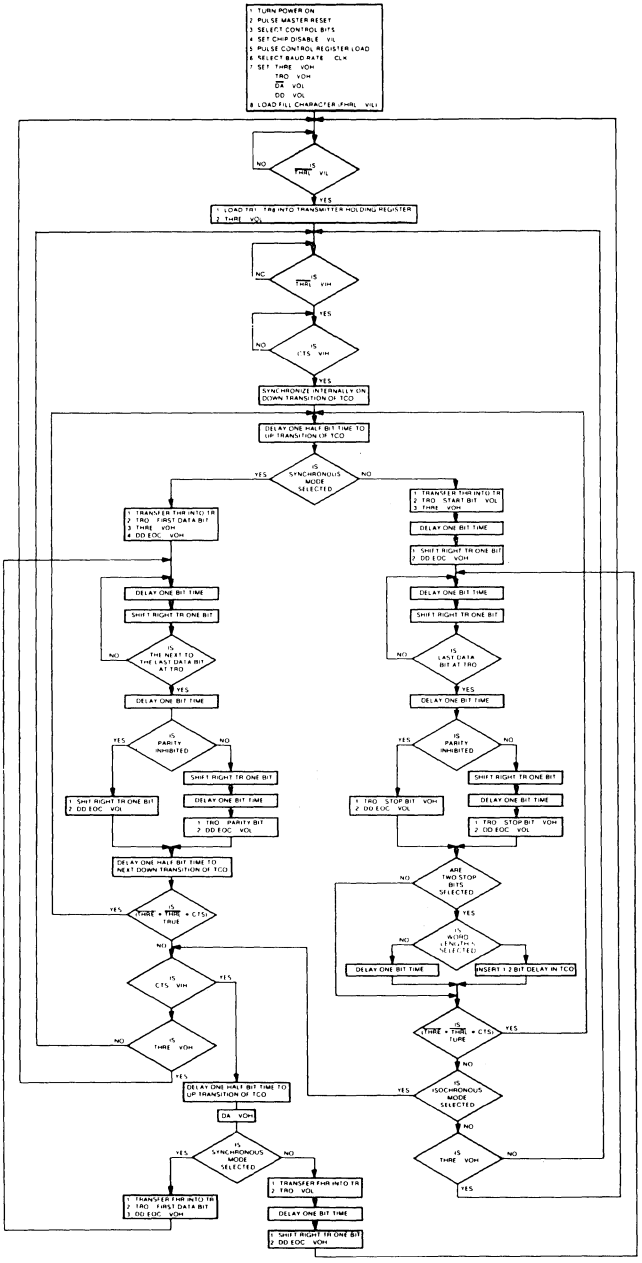 1 TURN POWER ON
2 PULSE MASTER RESET
3 SELECT CONTROL BITS
4 SET CHIP DISABLE VIL
5 PULSE CONTROL REGISTER LOAD
6 SELECT BAUD RATE CLK
7 SET THRE VOH
TRO VOH
DA VOL
DD VOL
8 LOAD FILL CHARACTER (FHRL VIL)
IS
THRL VIL
NO
YES
1 LOAD TR1 TR8 INTO TRANSMITTER HOLDING REGISTER
2 THRE VOL
IS
THRL VIH
NC
YES
IS
CTS VIH
NO
YES
SYNCHRONIZE INTERNALLY ON
DOWN TRANSITION OF TCO
DELAY ONE HALF BIT TIME TO
UP TRANSITION OF TCO
IS
SYNCHRONOUS
MODE
SELECTED
YES
NO
1 TRANSFER THR INTO TR
2 TRO FIRST DATA BIT
3 THRE VOH
4 DD EOC VOH
1 TRANSFER THR INTO TR
2 TRO START BIT VOL
3 THRE VOH
DELAY ONE BIT TIME
1 SHIFT RIGHT TR ONE BIT
2 DD EOC VOH
DELAY ONE BIT TIME
SHIFT RIGHT TR ONE BIT
IS
THE NEXT TO
THE LAST DATA BIT
AT TRO
NO
YES
DELAY ONE BIT TIME
IS
PARITY
INHIBITED
YES
NO
SHIFT RIGHT TR ONE BIT
1 SHIT RIGHT TR ONE BIT
2 DD EOC VOL
DELAY ONE BIT TIME
1 TRO PARITY BIT
2 DD EOC VOL
DELAY ONE HALF BIT TIME TO
NEXT DOWN TRANSITION OF TCO
IS
(THRE • THRL • CTS)
TRUE
YES
NO
IS
CTS VIH
YES
IS
THRE VOH
NO
YES
DELAY ONE BIT TIME
SHIFT RIGHT TR ONE BIT
IS
LAST DATA
BIT AT TRO
NO
YES
DELAY ONE BIT TIME
IS
PARITY
INHIBITED
YES
NO
SHIFT RIGHT TR ONE BIT
1 TRO STOP BIT VOH
2 DD EOC VOL
DELAY ONE BIT TIME
1 TRO STOP BIT VOH
2 DD EOC VOL
ARE
TWO STOP
BITS
SELECTED
NO
YES
IS
WORD
LENGTH 5
SELECTED
NO
YES
DELAY ONE BIT TIME
INSERT 1 2 BIT DELAY IN TCO
IS
(THRE • THRL • CTS)
TURE
YES
NO
IS
ISOCHRONOUS
MODE
SELECTED
YES
NO
IS
THRE VOH
NO
YES
DELAY ONE HALF BIT TIME TO
UP TRANSITION OF TCO
DA VOH
IS
SYNCHRONOUS
MODE
SELECTED
YES
NO
1 TRANSFER FHR INTO TR
2 TRO FIRST DATA BIT
3 DD EOC VOH
1 TRANSFER FHR INTO TR
2 TRO VOL
DELAY ONE BIT TIME
1 SHIFT RIGHT TR ONE BIT
2 DD EOC VOH